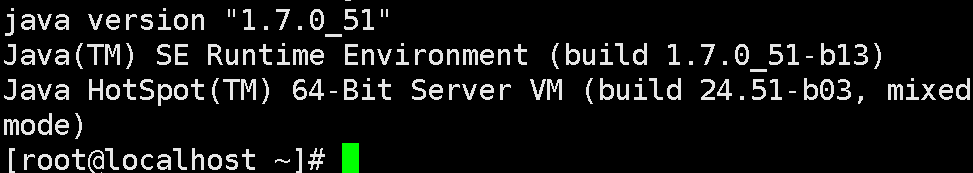 java version "1.7.0_51"
Java(TM) SE Runtime Environment (build 1.7.0_51-b13)
Java HotSpot(TM) 64-Bit Server VM (build 24.51-b03, mixed
mode)
[root@localhost ~]#